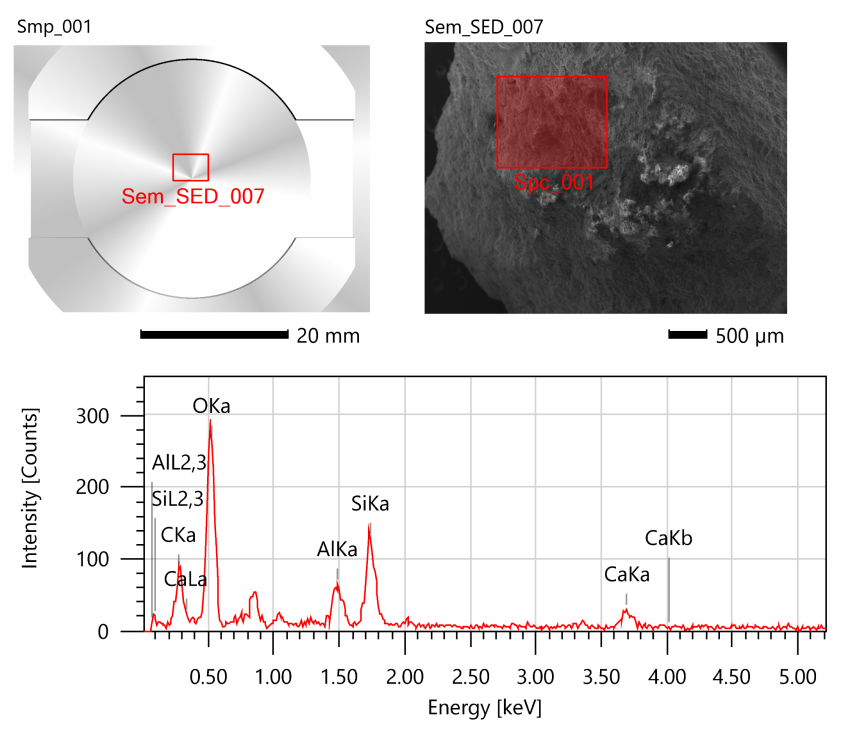 Smp_001
Sem_SED_007
Sem_SED_007
Spc_001
20 mm
500 µm
Intensity [Counts]
300
200
100
0
OKa
AlL2,3
SiL2,3
CKa
CaLa
AlKa
SiKa
CaKa
CaKb
0.50 1.00 1.50 2.00 2.50 3.00 3.50 4.00 4.50 5.00
Energy [keV]